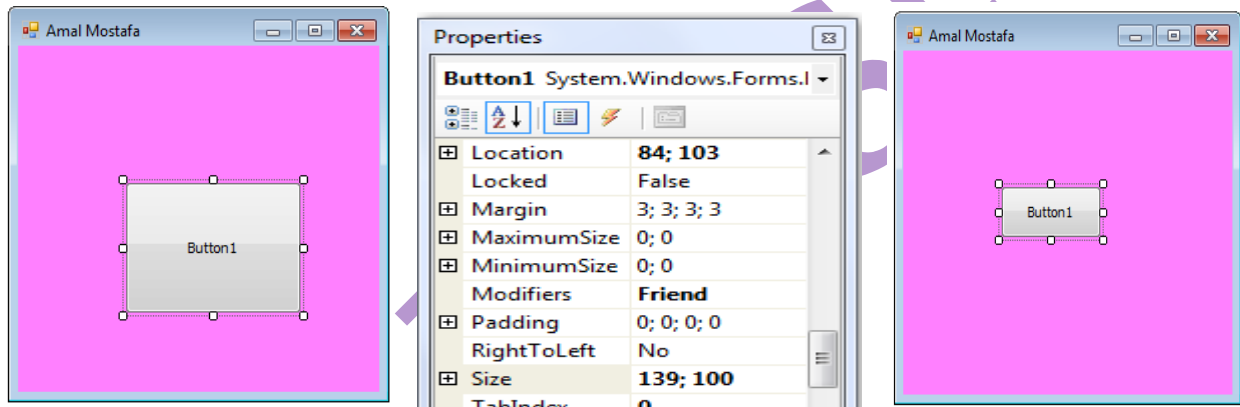 Amal Mostafa
Button1
Properties
Button1 System.Windows.Forms.
Location 84; 103
Locked False
Margin 3; 3; 3; 3
MaximumSize 0; 0
MinimumSize 0; 0
Modifiers Friend
Padding 0; 0; 0; 0
RightToLeft No
Size 139; 100
TabIndex 0
Amal Mostafa
Button1